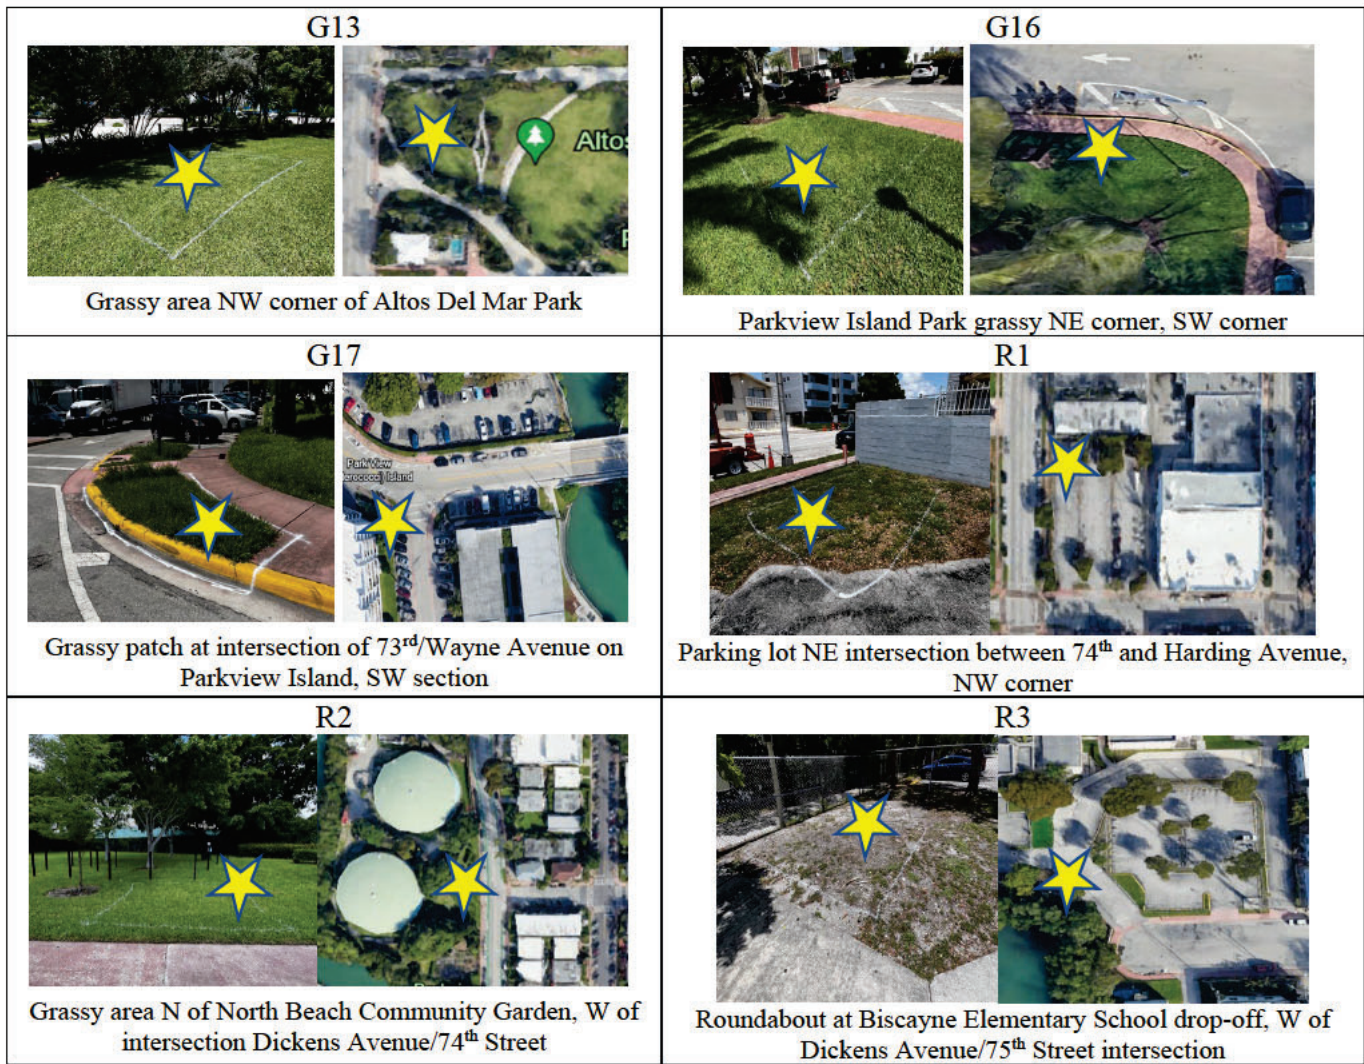 G13
Altos
Grassy area NW corner of Altos Del Mar Park
G16
Parkview Island Park grassy NE corner, SW corner
G17
Park View
Island
Grassy patch at intersection of 73rd/Wayne Avenue on
Parkview Island, SW section
R1
Parking lot NE intersection between 74th and Harding Avenue,
NW corner
R2
Grassy area N of North Beach Community Garden, W of
intersection Dickens Avenue/74th Street
R3
Roundabout at Biscayne Elementary School drop-off, W of
Dickens Avenue/75th Street intersection